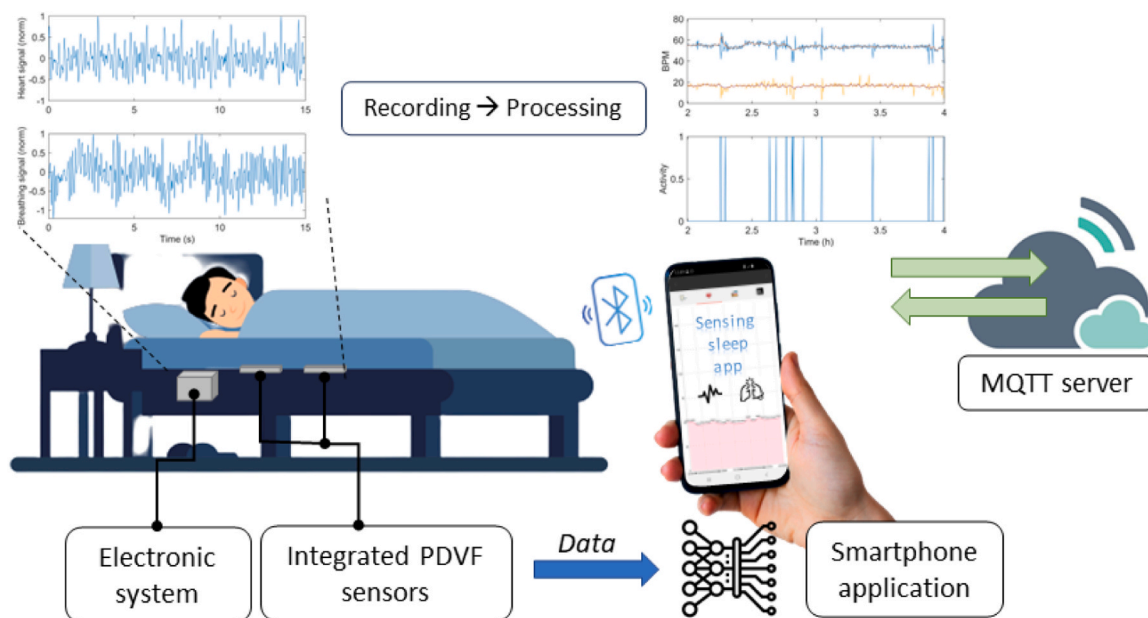 Heart signal (norm)
1
0.5
0
-0.5
-1
0
5
10
15
Breathing signal (norm)
1
0.5
0
-0.5
-1
0
5
10
15
Time (s)
Recording → Processing
BPM
80
60
40
20
0
2
2.5
3
3.5
4
Activity
1
0.5
0
2
2.5
3
3.5
4
Time (h)
Sensing
sleep
app
MQTT server
Electronic
system
Integrated PDVF
sensors
Data
Smartphone
application